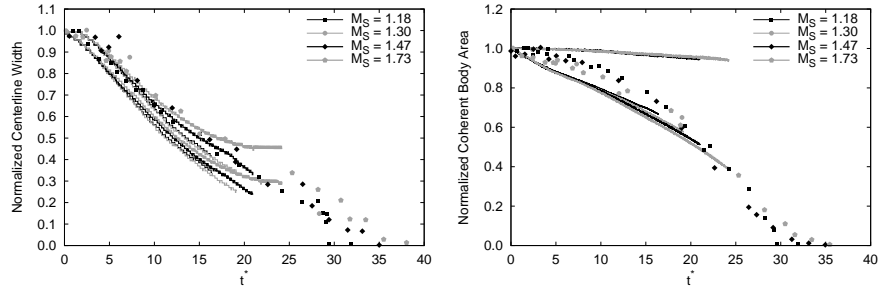 Normalized Centerline Width
1.1
1.0
0.9
0.8
0.7
0.6
0.5
0.4
0.3
0.2
0.1
0.0
0 5 10 15 20 25 30 35 40
t*
M_S = 1.18
M_S = 1.30
M_S = 1.47
M_S = 1.73
Normalized Coherent Body Area
1.2
1.0
0.8
0.6
0.4
0.2
0.0
0 5 10 15 20 25 30 35 40
t*
M_S = 1.18
M_S = 1.30
M_S = 1.47
M_S = 1.73